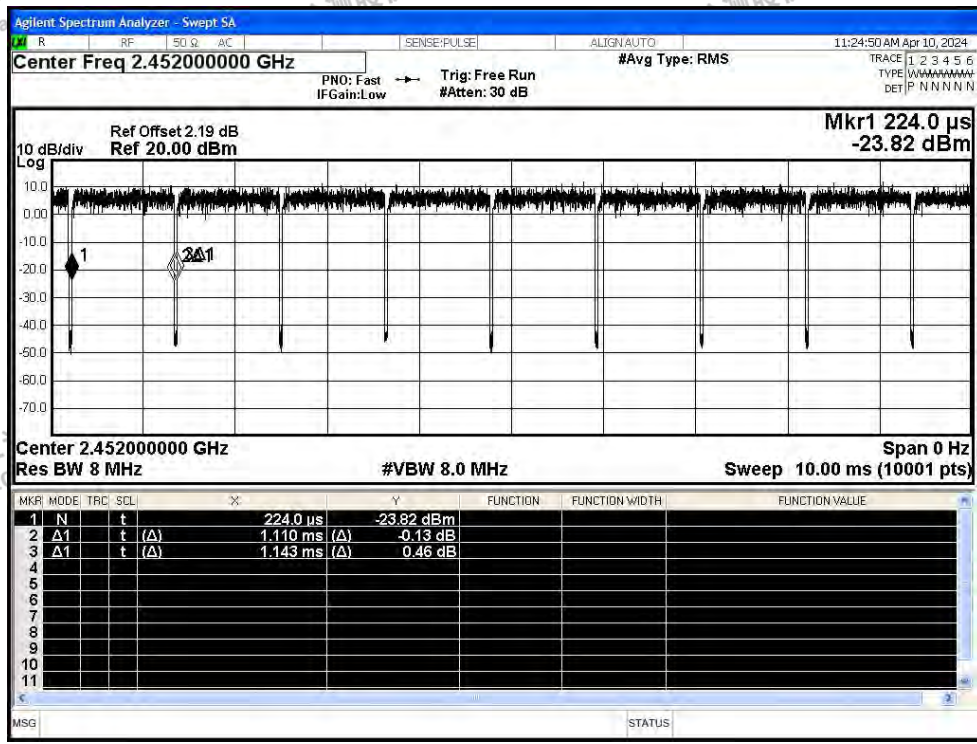 Agilent Spectrum Analyzer - Swept SA
LXI R RF 50 Ω AC SENSE:PULSE ALIGN AUTO 11:24:50 AM Apr 10, 2024
Center Freq 2.452000000 GHz #Avg Type: RMS TRACE 1 2 3 4 5 6
PNO: Fast Trig: Free Run TYPE WWWWWW
IFGain:Low #Atten: 30 dB DET P N N N N N
Mkr1 224.0 µs
-23.82 dBm
Ref Offset 2.19 dB
10 dB/div Ref 20.00 dBm
Log
10.0
0.00
-10.0
1 2Δ1
-20.0
-30.0
-40.0
-50.0
-60.0
-70.0
Center 2.452000000 GHz Span 0 Hz
Res BW 8 MHz #VBW 8.0 MHz Sweep 10.00 ms (10001 pts)
MKR MODE TRC SCL X Y FUNCTION FUNCTION WIDTH FUNCTION VALUE
1 N t 224.0 µs -23.82 dBm
2 Δ1 t (Δ) 1.110 ms (Δ) -0.13 dB
3 Δ1 t (Δ) 1.143 ms (Δ) 0.46 dB
4
5
6
7
8
9
10
11
MSG STATUS